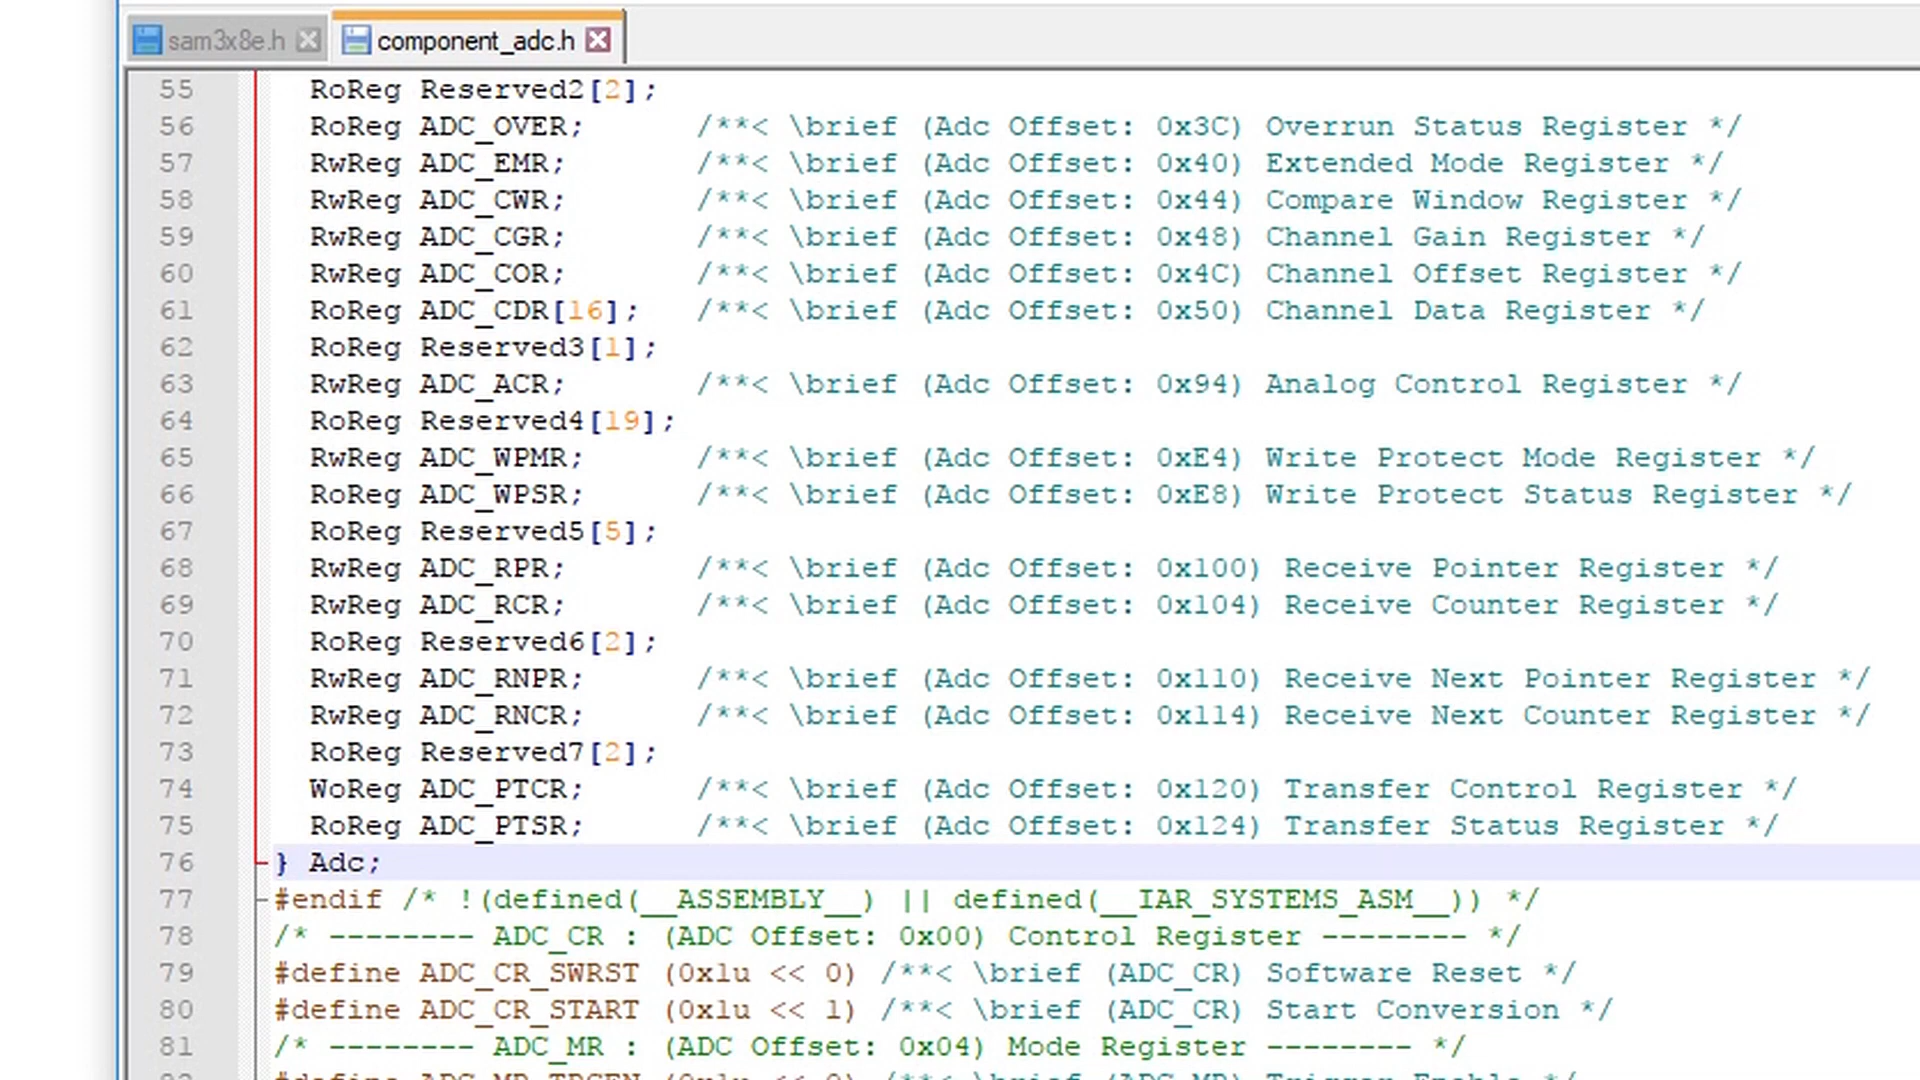 sam3x8e.h component_adc.h
55 RoReg Reserved2[2];
56 RoReg ADC_OVER; /**< \brief (Adc Offset: 0x3C) Overrun Status Register */
57 RwReg ADC_EMR; /**< \brief (Adc Offset: 0x40) Extended Mode Register */
58 RwReg ADC_CWR; /**< \brief (Adc Offset: 0x44) Compare Window Register */
59 RwReg ADC_CGR; /**< \brief (Adc Offset: 0x48) Channel Gain Register */
60 RwReg ADC_COR; /**< \brief (Adc Offset: 0x4C) Channel Offset Register */
61 RoReg ADC_CDR[16]; /**< \brief (Adc Offset: 0x50) Channel Data Register */
62 RoReg Reserved3[1];
63 RwReg ADC_ACR; /**< \brief (Adc Offset: 0x94) Analog Control Register */
64 RoReg Reserved4[19];
65 RwReg ADC_WPMR; /**< \brief (Adc Offset: 0xE4) Write Protect Mode Register */
66 RoReg ADC_WPSR; /**< \brief (Adc Offset: 0xE8) Write Protect Status Register */
67 RoReg Reserved5[5];
68 RwReg ADC_RPR; /**< \brief (Adc Offset: 0x100) Receive Pointer Register */
69 RwReg ADC_RCR; /**< \brief (Adc Offset: 0x104) Receive Counter Register */
70 RoReg Reserved6[2];
71 RwReg ADC_RNPR; /**< \brief (Adc Offset: 0x110) Receive Next Pointer Register */
72 RwReg ADC_RNCR; /**< \brief (Adc Offset: 0x114) Receive Next Counter Register */
73 RoReg Reserved7[2];
74 WoReg ADC_PTCR; /**< \brief (Adc Offset: 0x120) Transfer Control Register */
75 RoReg ADC_PTSR; /**< \brief (Adc Offset: 0x124) Transfer Status Register */
76 } Adc;
77 #endif /* !(defined(__ASSEMBLY__) || defined(__IAR_SYSTEMS_ASM__)) */
78 /* -------- ADC_CR : (ADC Offset: 0x00) Control Register -------- */
79 #define ADC_CR_SWRST (0x1u << 0) /**< \brief (ADC_CR) Software Reset */
80 #define ADC_CR_START (0x1u << 1) /**< \brief (ADC_CR) Start Conversion */
81 /* -------- ADC_MR : (ADC Offset: 0x04) Mode Register -------- */